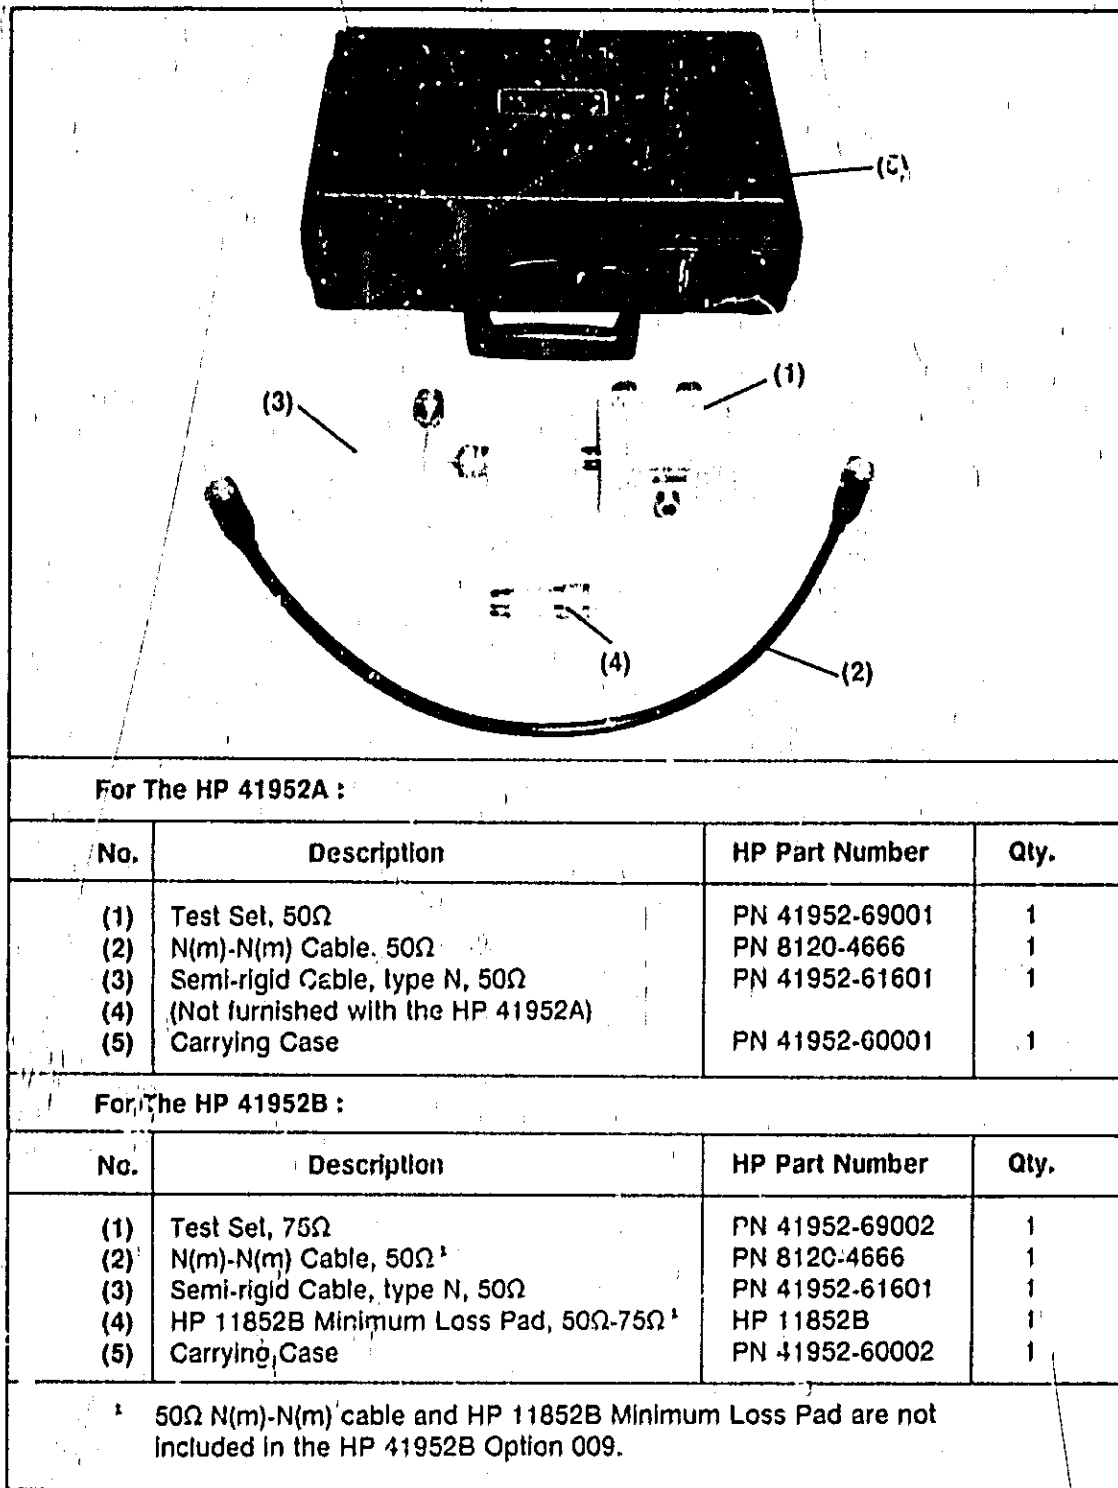 (3)
(1)
(4)
(2)
For The HP 41952A :
No. Description HP Part Number Qty.
(1) Test Set, 50Ω PN 41952-69001 1
(2) N(m)-N(m) Cable. 50Ω PN 8120-4666 1
(3) Semi-rigid Cable, type N, 50Ω PN 41952-61601 1
(4) (Not furnished with the HP 41952A)
(5) Carrying Case PN 41952-60001 1
For The HP 41952B :
No. Description HP Part Number Qty.
(1) Test Set, 75Ω PN 41952-69002 1
(2) N(m)-N(m) Cable, 50Ω¹ PN 8120-4666 1
(3) Semi-rigid Cable, type N, 50Ω PN 41952-61601 1
(4) HP 11852B Minimum Loss Pad, 50Ω-75Ω¹ HP 11852B 1
(5) Carrying Case PN 41952-60002 1
¹ 50Ω N(m)-N(m) cable and HP 11852B Minimum Loss Pad are not
included in the HP 41952B Option 009.